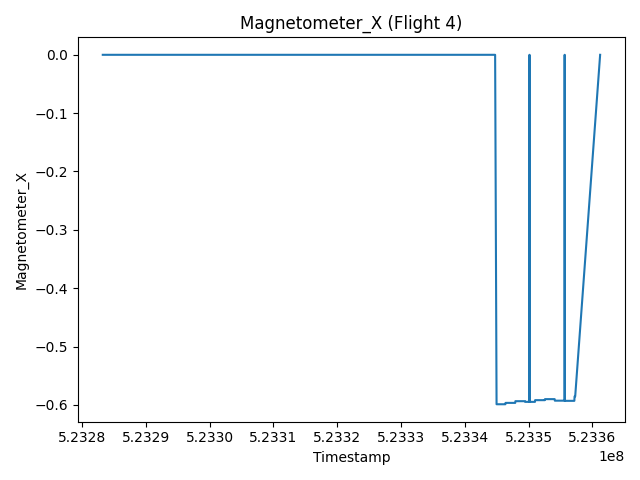 Magnetometer_X (Flight 4)
0.0
−0.1
−0.2
−0.3
−0.4
−0.5
−0.6
Magnetometer_X
5.2328 5.2329 5.2330 5.2331 5.2332 5.2333 5.2334 5.2335 5.2336
1e8
Timestamp